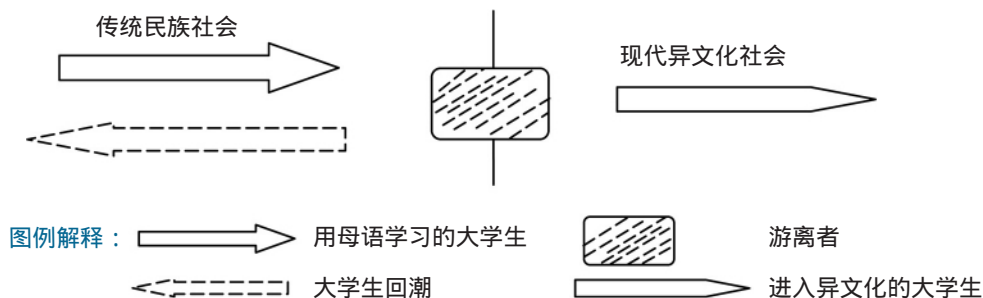 传统民族社会
现代异文化社会
图例解释： 用母语学习的大学生 游离者
大学生回潮 进入异文化的大学生